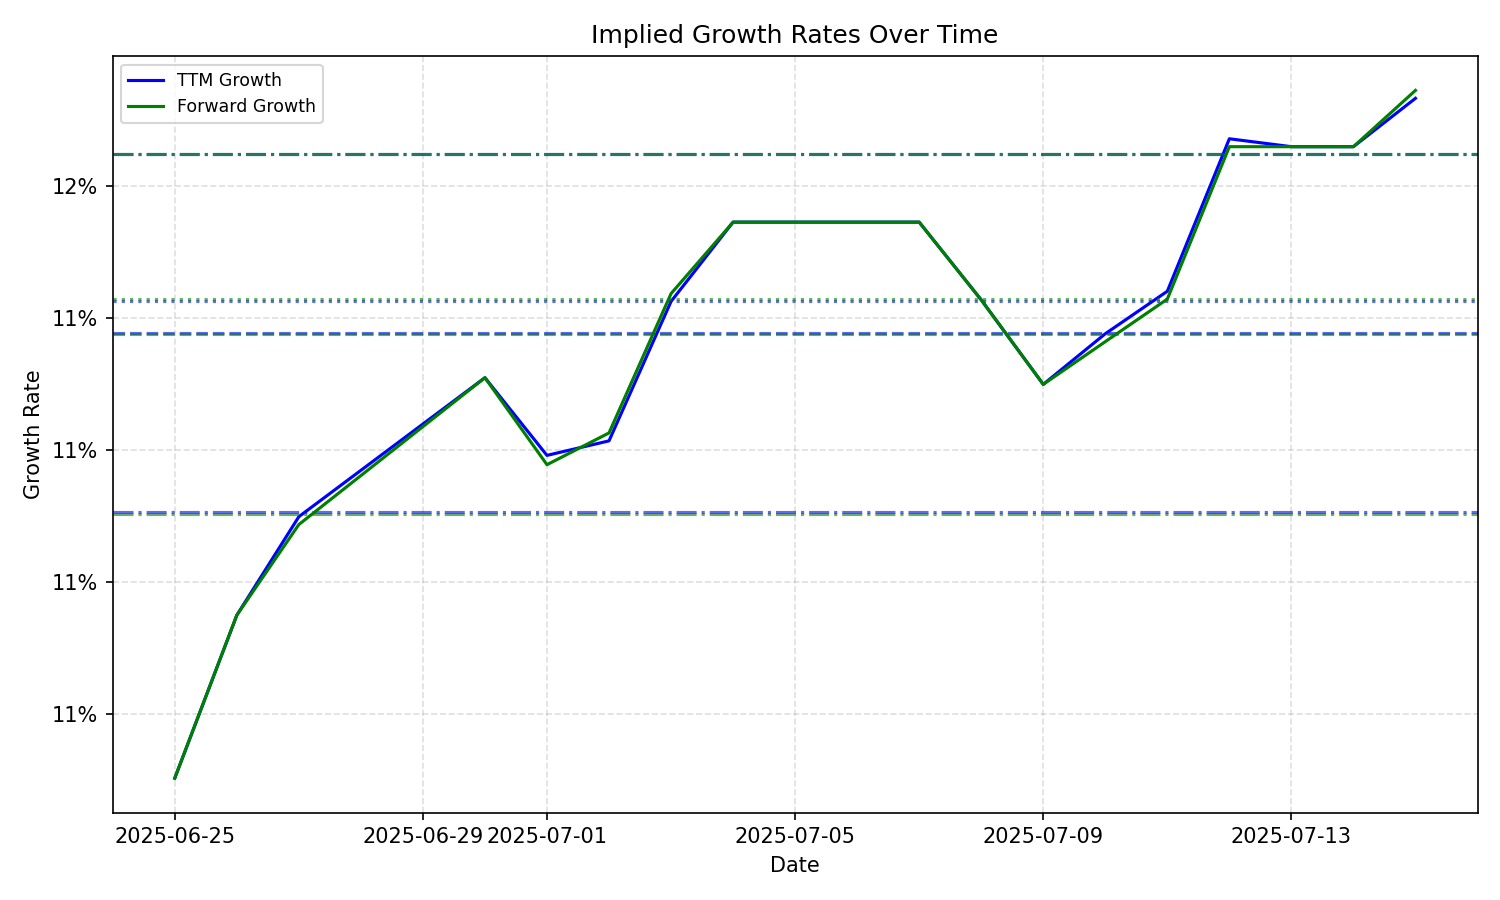 Implied Growth Rates Over Time
TTM Growth
Forward Growth
12%
11%
11%
11%
11%
Growth Rate
2025-06-25
2025-06-29
2025-07-01
2025-07-05
2025-07-09
2025-07-13
Date